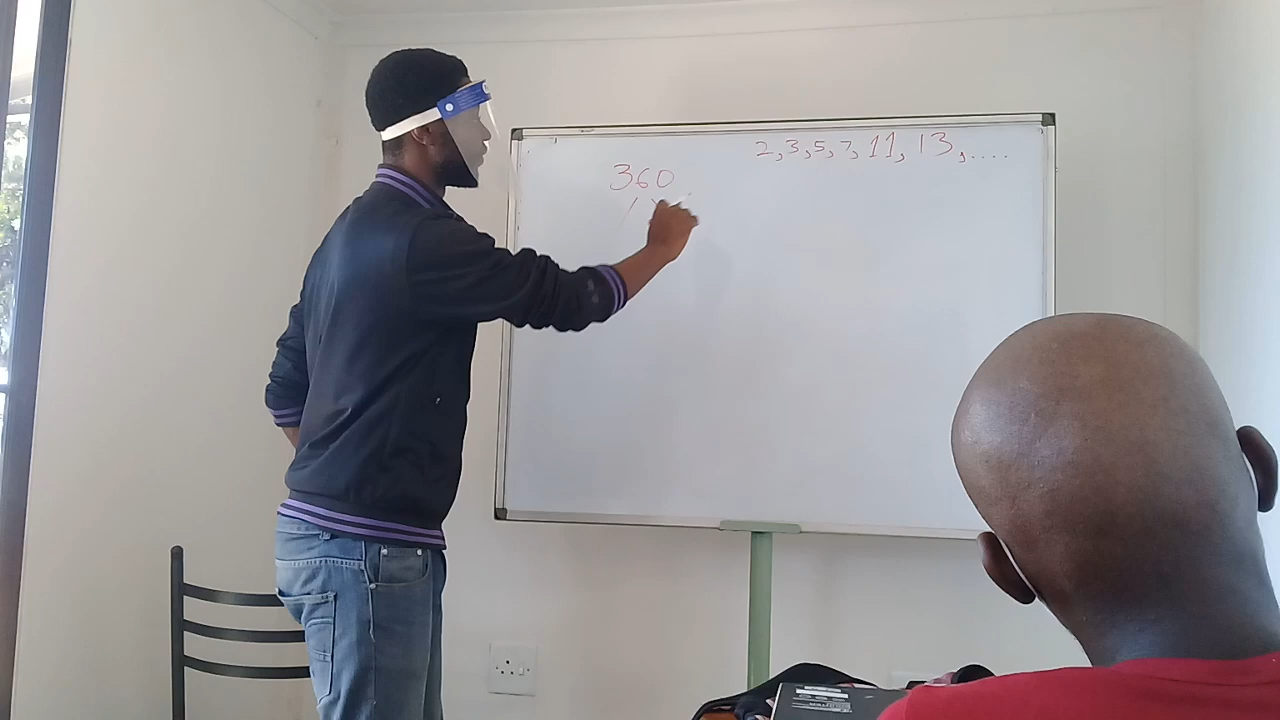 2, 3, 5, 7, 11, 13, ....
360